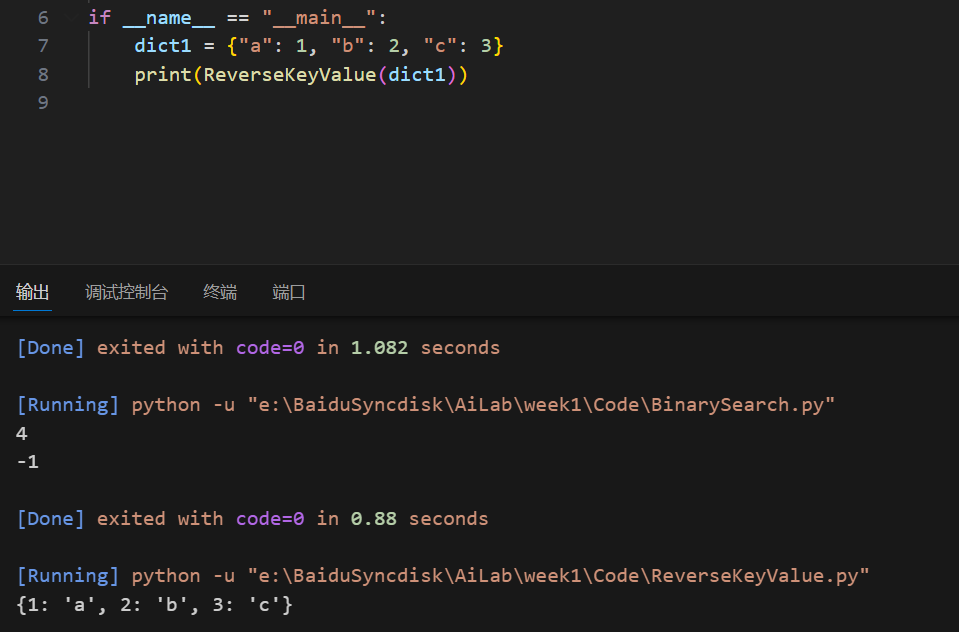 6 if __name__ == "__main__":
7 dict1 = {"a": 1, "b": 2, "c": 3}
8 print(ReverseKeyValue(dict1))
9
输出 调试控制台 终端 端口
[Done] exited with code=0 in 1.082 seconds
[Running] python -u "e:\BaiduSyncdisk\AiLab\week1\Code\BinarySearch.py"
4
-1
[Done] exited with code=0 in 0.88 seconds
[Running] python -u "e:\BaiduSyncdisk\AiLab\week1\Code\ReverseKeyValue.py"
{1: 'a', 2: 'b', 3: 'c'}